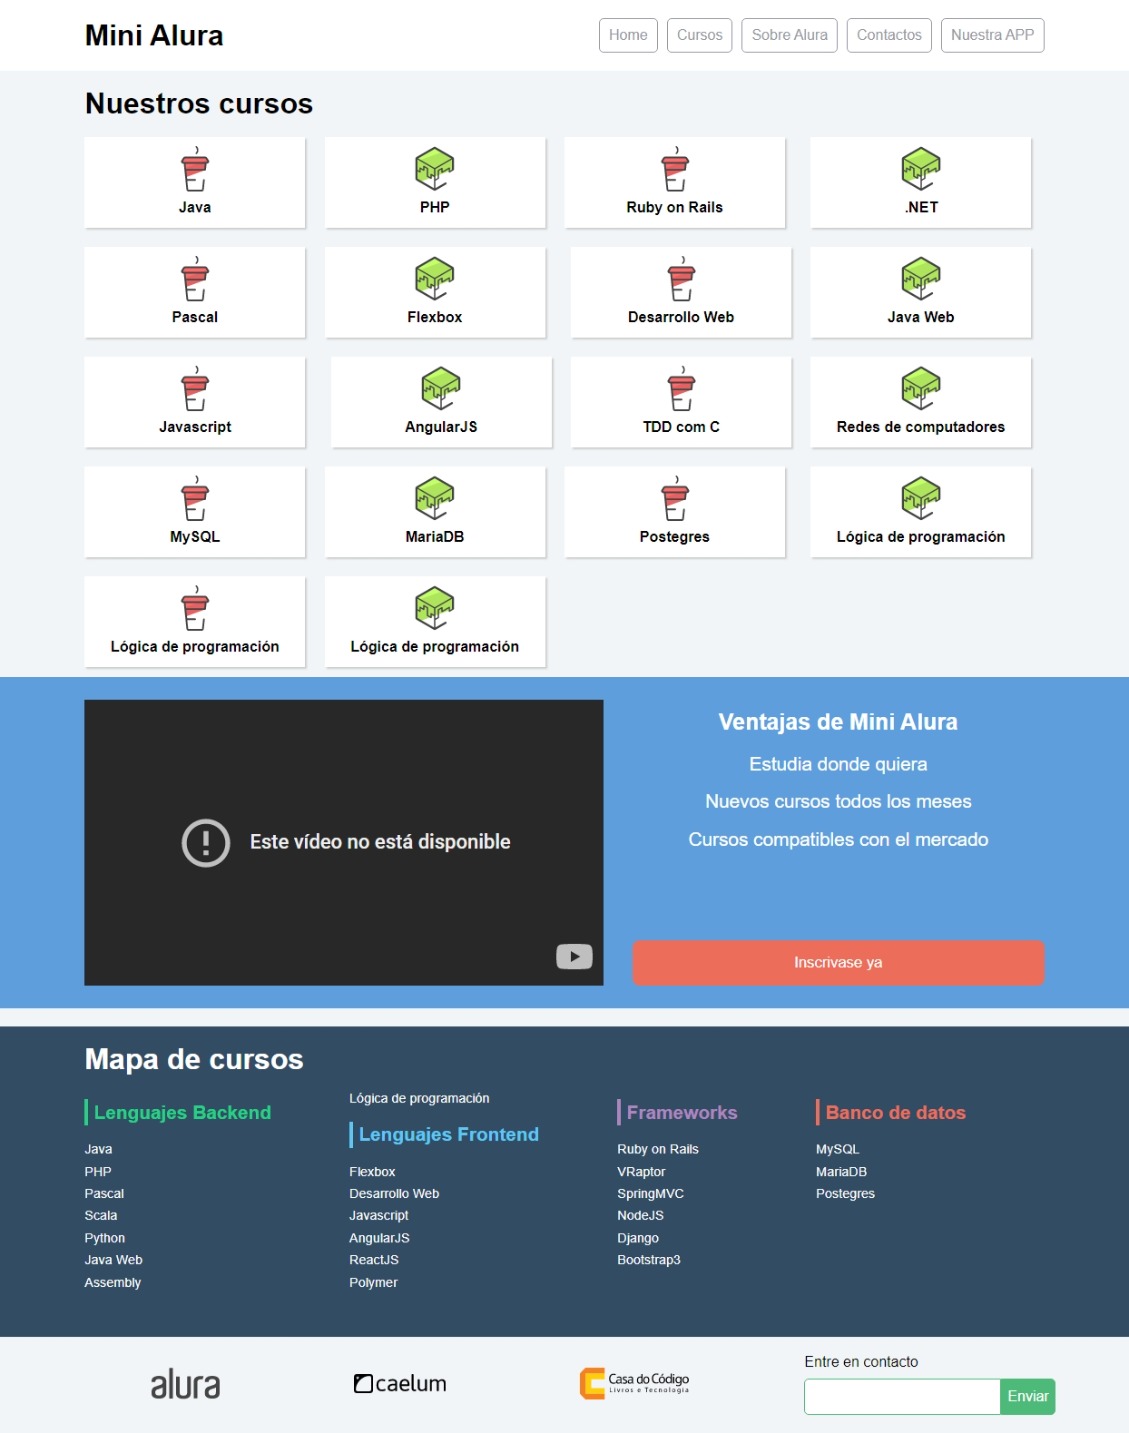 Mini Alura
Home
Cursos
Sobre Alura
Contactos
Nuestra APP
Nuestros cursos
Java
PHP
Ruby on Rails
.NET
Pascal
Flexbox
Desarrollo Web
Java Web
Javascript
AngularJS
TDD com C
Redes de computadores
MySQL
MariaDB
Postegres
Lógica de programación
Lógica de programación
Lógica de programación
Este vídeo no está disponible
Ventajas de Mini Alura
Estudia donde quiera
Nuevos cursos todos los meses
Cursos compatibles con el mercado
Inscrivase ya
Mapa de cursos
Lenguajes Backend
Java
PHP
Pascal
Scala
Python
Java Web
Assembly
Lógica de programación
Lenguajes Frontend
Flexbox
Desarrollo Web
Javascript
AngularJS
ReactJS
Polymer
Frameworks
Ruby on Rails
VRaptor
SpringMVC
NodeJS
Django
Bootstrap3
Banco de datos
MySQL
MariaDB
Postegres
alura
caelum
Casa do Código
Livros e Tecnologia
Entre en contacto
Enviar